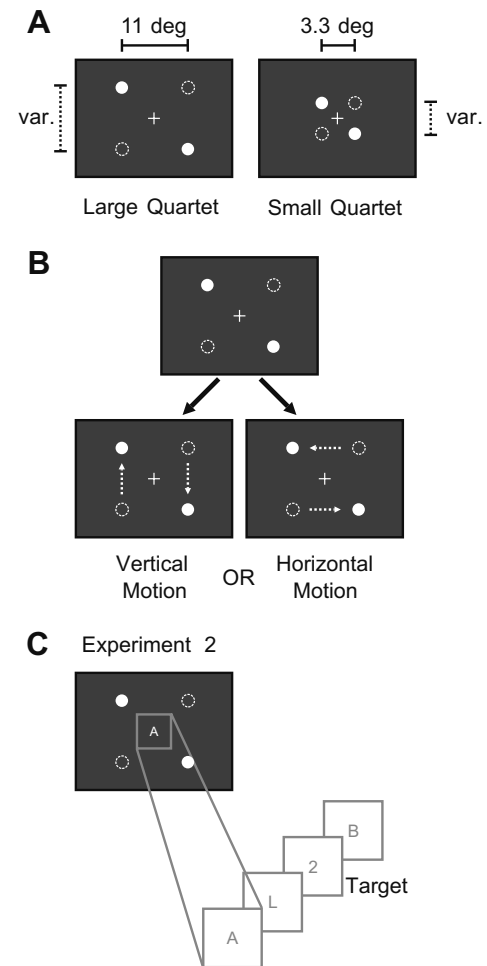 A
11 deg 3.3 deg
var. var.
Large Quartet Small Quartet
B
Vertical Motion OR Horizontal Motion
C Experiment 2
A
B
2
Target
L
A